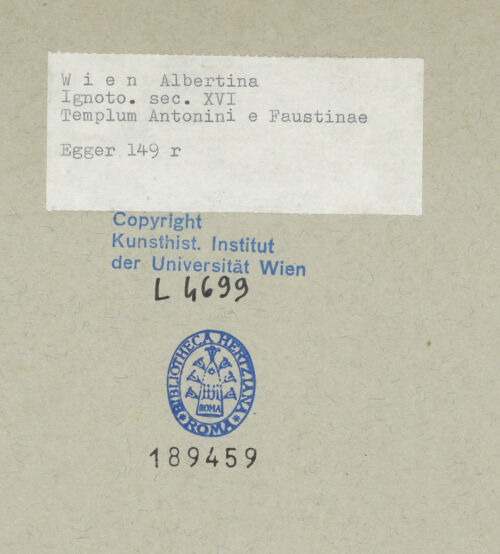 W i e n Albertina
Ignoto. sec. XVI
Templum Antonini e Faustinae
Egger 149 r
Copyright
Kunsthist. Institut
der Universität Wien
L 4699
BIBLIOTHECA HERTZIANA
ROMA
ROMA
189459